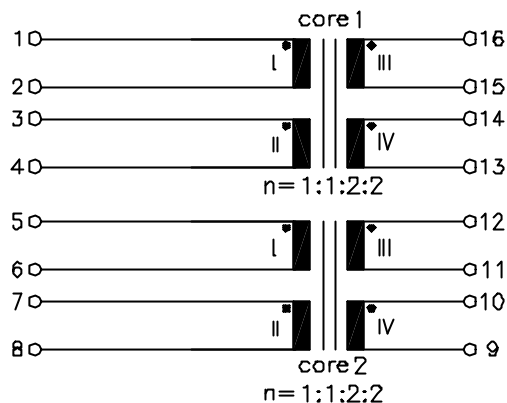 core 1
1 16
I III
2 15
3 14
II IV
4 13
n= 1:1:2:2
5 12
I III
6 11
7 10
II IV
8 9
core 2
n= 1:1:2:2